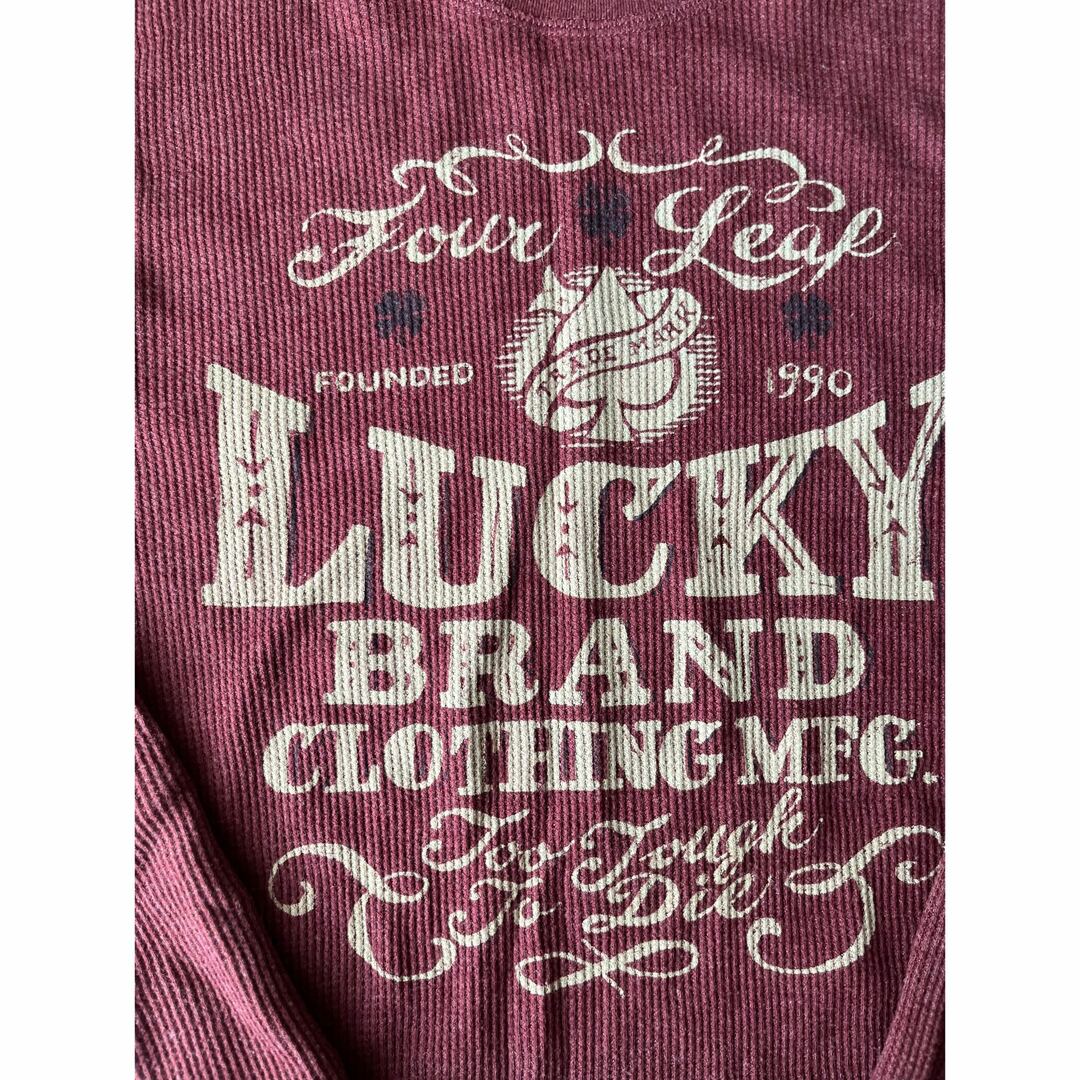 Four Leaf
TRADE MARK
FOUNDED 1990
LUCKY
BRAND
CLOTHING MFG.
Too Tough
To Die